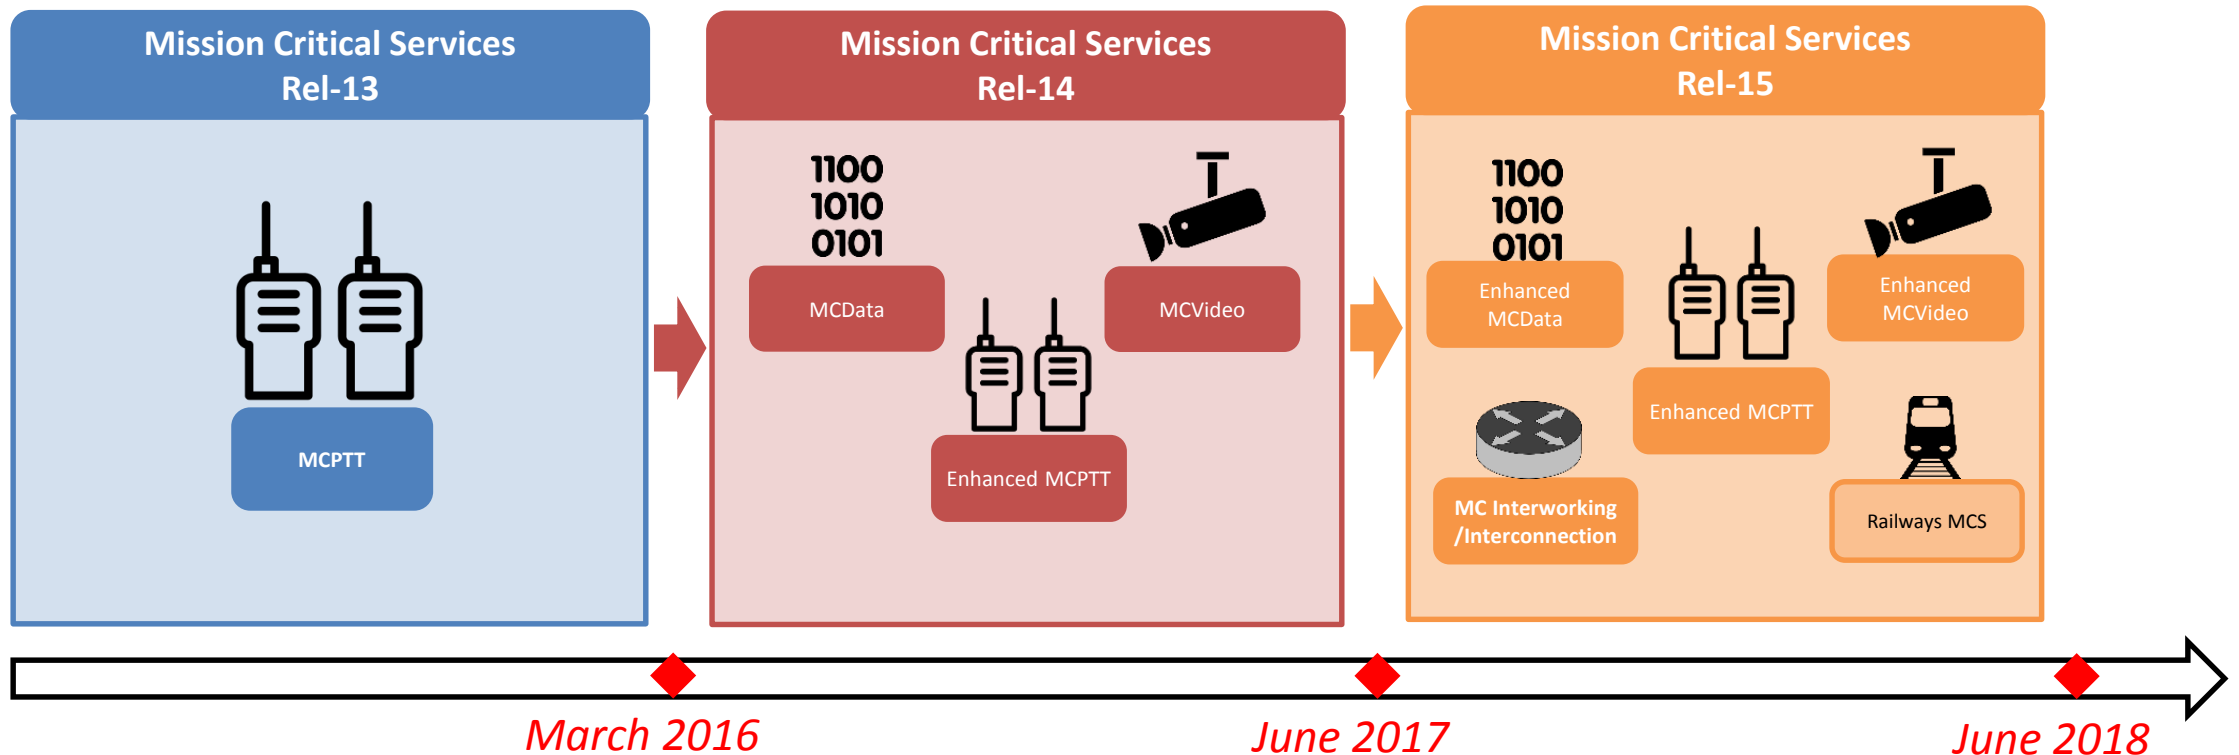 Mission Critical Services
Rel-13
MCPTT
Mission Critical Services
Rel-14
1100
1010
0101
MCData
MCVideo
Enhanced MCPTT
Mission Critical Services
Rel-15
1100
1010
0101
Enhanced
MCData
Enhanced
MCVideo
Enhanced MCPTT
MC Interworking
/Interconnection
Railways MCS
March 2016
June 2017
June 2018